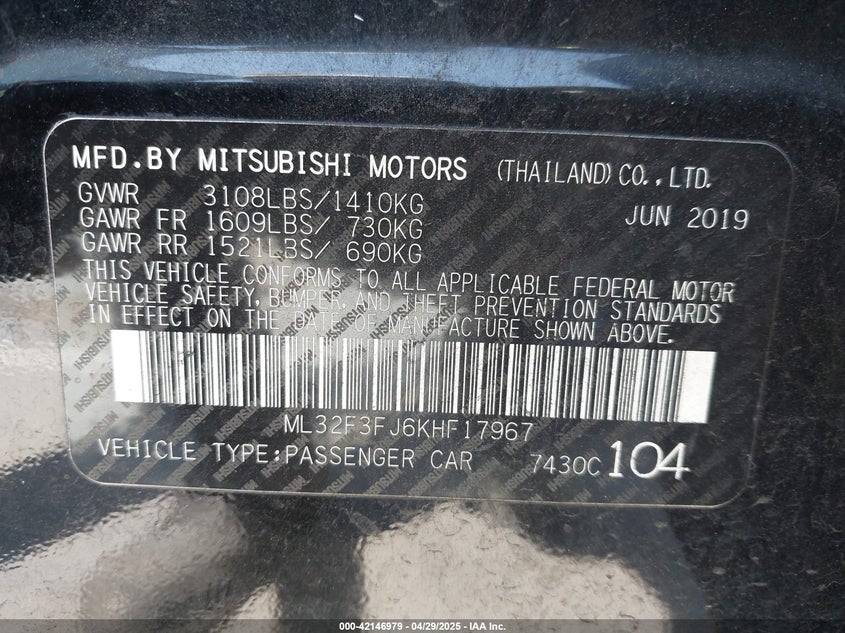 MFD.BY MITSUBISHI MOTORS (THAILAND) CO., LTD.
GVWR 3108LBS/1410KG JUN 2019
GAWR FR 1609LBS/ 730KG
GAWR RR 1521LBS/ 690KG
THIS VEHICLE CONFORMS TO ALL APPLICABLE FEDERAL MOTOR
VEHICLE SAFETY, BUMPER, AND THEFT PREVENTION STANDARDS
IN EFFECT ON THE DATE OF MANUFACTURE SHOWN ABOVE.
ML32F3FJ6KHF17967
VEHICLE TYPE:PASSENGER CAR 7430C 104
000-42146979 - 04/29/2025 - IAA Inc.